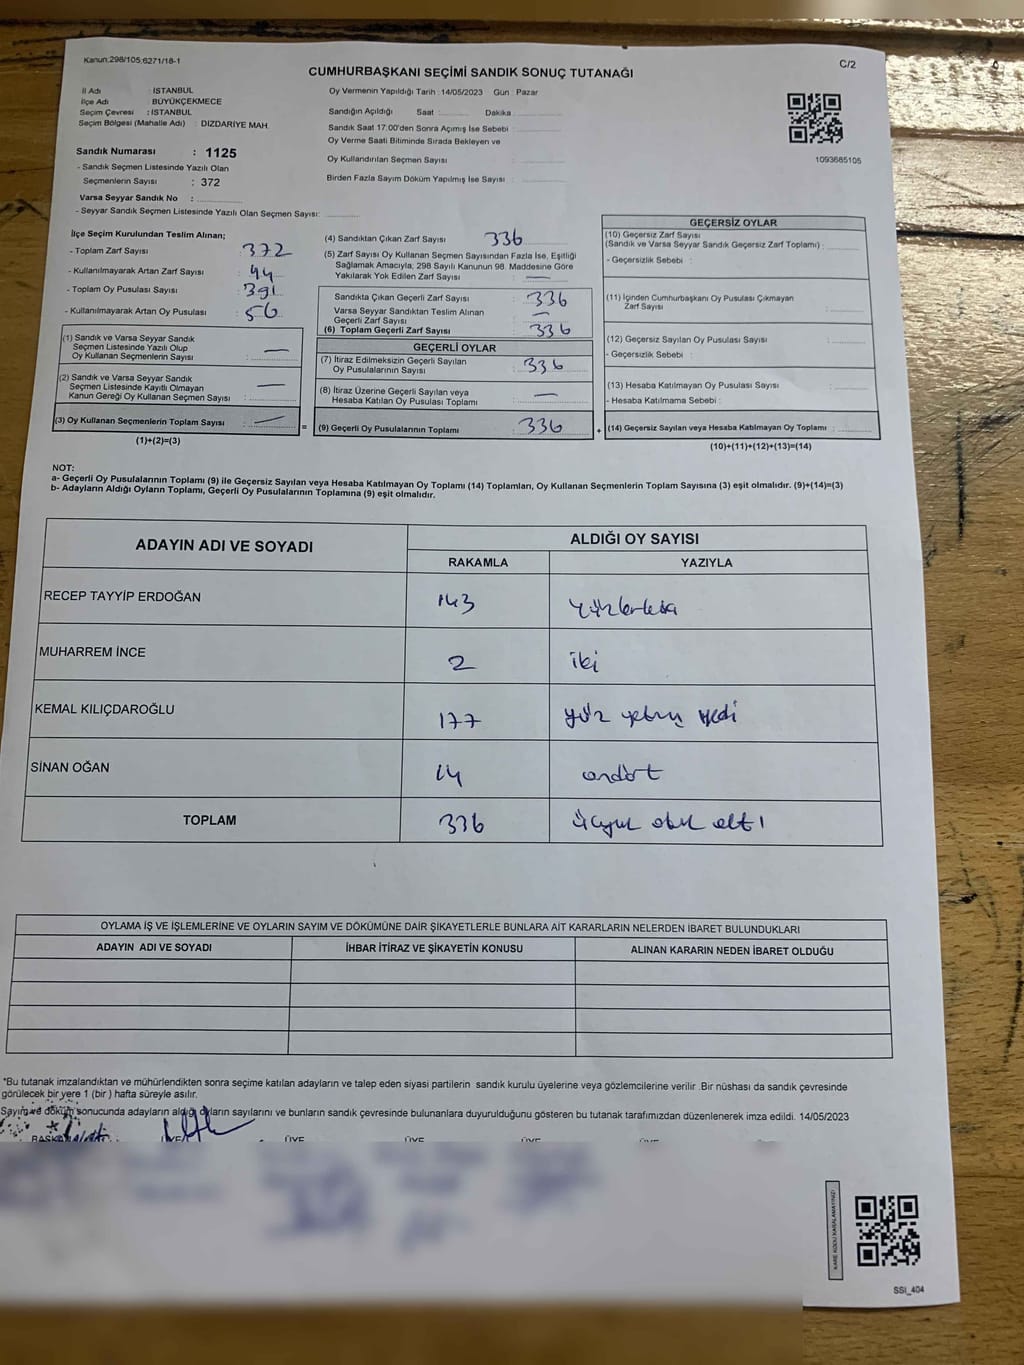 Kanun:298/105,6271/18-1
C/2
CUMHURBAŞKANI SEÇİMİ SANDIK SONUÇ TUTANAĞI
İl Adı : İSTANBUL
İlçe Adı : BÜYÜKÇEKMECE
Seçim Çevresi : İSTANBUL
Seçim Bölgesi (Mahalle Adı) : DİZDARİYE MAH.
Sandık Numarası : 1125
- Sandık Seçmen Listesinde Yazılı Olan
Seçmenlerin Sayısı : 372
Varsa Seyyar Sandık No :
- Seyyar Sandık Seçmen Listesinde Yazılı Olan Seçmen Sayısı:
Oy Vermenin Yapıldığı Tarih : 14/05/2023 Gün : Pazar
Sandığın Açıldığı Saat : Dakika
Sandık Saat 17:00'den Sonra Açmış İse Sebebi :
Oy Verme Saati Bitiminde Sırada Bekleyen ve
Oy Kullandırılan Seçmen Sayısı :
Birden Fazla Sayım Döküm Yapılmış İse Sayısı :
1093685105
İlçe Seçim Kurulundan Teslim Alınan;
- Toplam Zarf Sayısı : 372
- Kullanılmayarak Artan Zarf Sayısı : 44
- Toplam Oy Pusulası Sayısı : 391
- Kullanılmayarak Artan Oy Pusulası : 56
(1) Sandık ve Varsa Seyyar Sandık
Seçmen Listesinde Yazılı Olup
Oy Kullanan Seçmenlerin Sayısı : —
(2) Sandık ve Varsa Seyyar Sandık
Seçmen Listesinde Kayıtlı Olmayan
Kanun Gereği Oy Kullanan Seçmen Sayısı : —
(3) Oy Kullanan Seçmenlerin Toplam Sayısı : —
(1)+(2)=(3)
=
(4) Sandıktan Çıkan Zarf Sayısı : 336
(5) Zarf Sayısı Oy Kullanan Seçmen Sayısından Fazla İse, Eşitliği
Sağlamak Amacıyla, 298 Sayılı Kanunun 98. Maddesine Göre
Yakılarak Yok Edilen Zarf Sayısı : —
Sandıkta Çıkan Geçerli Zarf Sayısı : 336
Varsa Seyyar Sandıktan Teslim Alınan
Geçerli Zarf Sayısı : —
(6) Toplam Geçerli Zarf Sayısı : 336
GEÇERLİ OYLAR
(7) İtiraz Edilmeksizin Geçerli Sayılan
Oy Pusulalarının Sayısı : 336
(8) İtiraz Üzerine Geçerli Sayılan veya
Hesaba Katılan Oy Pusulası Toplamı : —
(9) Geçerli Oy Pusulalarının Toplamı : 336
+
GEÇERSİZ OYLAR
(10) Geçersiz Zarf Sayısı
(Sandık ve Varsa Seyyar Sandık Geçersiz Zarf Toplamı) :
- Geçersizlik Sebebi :
(11) İçinden Cumhurbaşkanı Oy Pusulası Çıkmayan
Zarf Sayısı :
(12) Geçersiz Sayılan Oy Pusulası Sayısı :
- Geçersizlik Sebebi :
(13) Hesaba Katılmayan Oy Pusulası Sayısı :
- Hesaba Katılmama Sebebi :
(14) Geçersiz Sayılan veya Hesaba Katılmayan Oy Toplamı :
(10)+(11)+(12)+(13)=(14)
NOT:
a- Geçerli Oy Pusulalarının Toplamı (9) ile Geçersiz Sayılan veya Hesaba Katılmayan Oy Toplamı (14) Toplamları, Oy Kullanan Seçmenlerin Toplam Sayısına (3) eşit olmalıdır. (9)+(14)=(3)
b- Adayların Aldığı Oyların Toplamı, Geçerli Oy Pusulalarının Toplamına (9) eşit olmalıdır.
ADAYIN ADI VE SOYADI ALDIĞI OY SAYISI
RAKAMLA YAZIYLA
RECEP TAYYİP ERDOĞAN 143
MUHARREM İNCE 2 iki
KEMAL KILIÇDAROĞLU 177 yüz yetmiş yedi
SİNAN OĞAN 14 ondört
TOPLAM 336 üçyüz otuz altı
OYLAMA İŞ VE İŞLEMLERİNE VE OYLARIN SAYIM VE DÖKÜMÜNE DAİR ŞİKAYETLERLE BUNLARA AİT KARARLARIN NELERDEN İBARET BULUNDUKLARI
ADAYIN ADI VE SOYADI İHBAR İTİRAZ VE ŞİKAYETİN KONUSU ALINAN KARARIN NEDEN İBARET OLDUĞU
*Bu tutanak imzalandıktan ve mühürlendikten sonra seçime katılan adayların ve talep eden siyasi partilerin sandık kurulu üyelerine veya gözlemcilerine verilir .Bir nüshası da sandık çevresinde
görülecek bir yere 1 (bir ) hafta süreyle asılır.
Sayım ve döküm sonucunda adayların aldığı oyların sayılarını ve bunların sandık çevresinde bulunanlara duyurulduğunu gösteren bu tutanak tarafımızdan düzenlenerek imza edildi. 14/05/2023
BAŞKAN ÜYE ÜYE ÜYE ÜYE
KARE KODU KARALAMAYINIZ!
SSİ_404